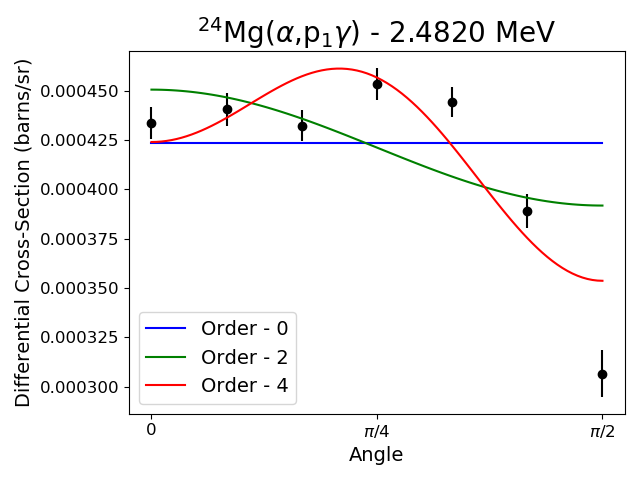 ²⁴Mg(α,p₁γ) - 2.4820 MeV
Differential Cross-Section (barns/sr)
0.000450
0.000425
0.000400
0.000375
0.000350
0.000325
0.000300
Order - 0
Order - 2
Order - 4
0
π/4
π/2
Angle